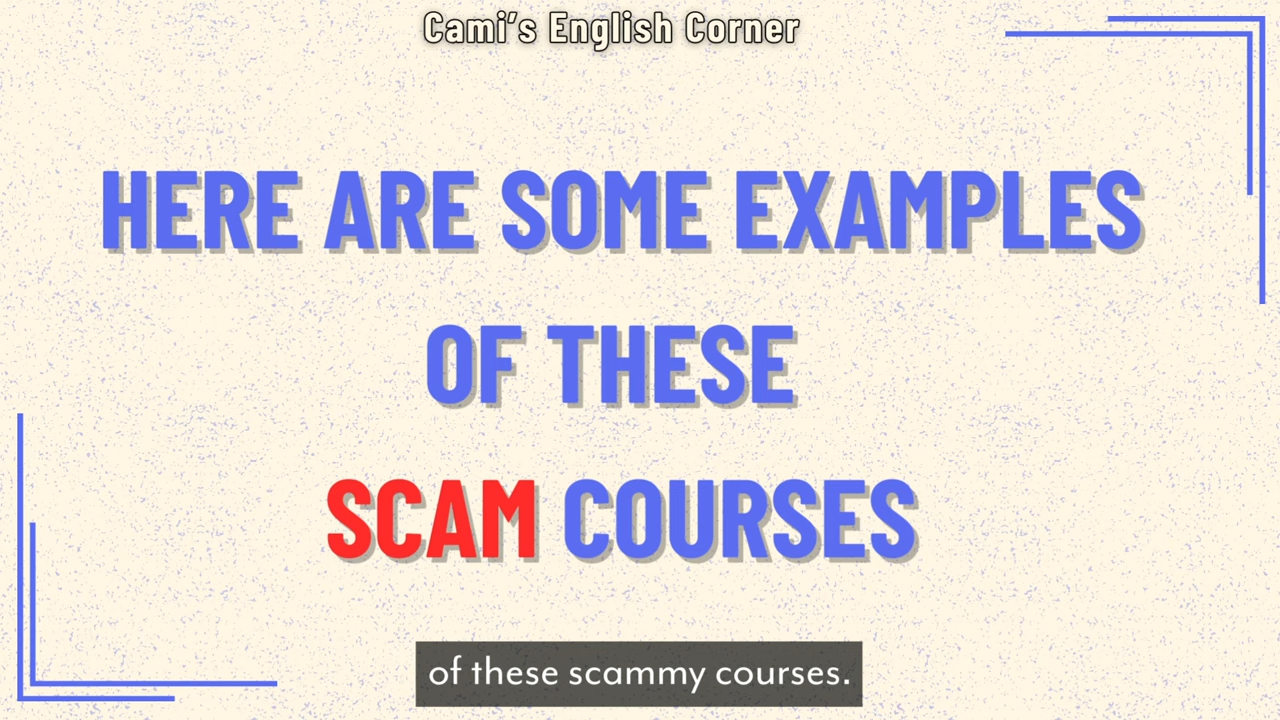 Cami's English Corner
HERE ARE SOME EXAMPLES
OF THESE
SCAM COURSES
of these scammy courses.